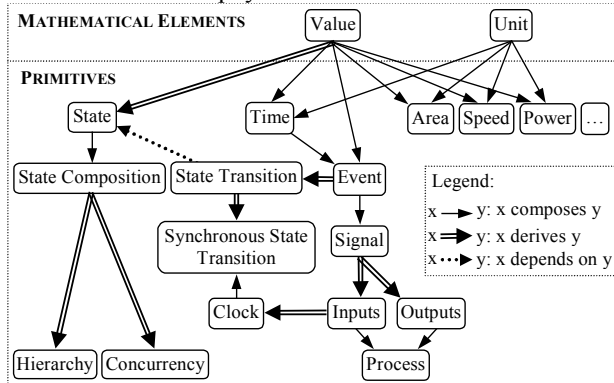 MATHEMATICAL ELEMENTS
Value
Unit
PRIMITIVES
State
Time
Area
Speed
Power
...
State Composition
State Transition
Event
Legend:
x → y: x composes y
x ⇒ y: x derives y
x ⇢ y: x depends on y
Synchronous State
Transition
Signal
Clock
Inputs
Outputs
Hierarchy
Concurrency
Process